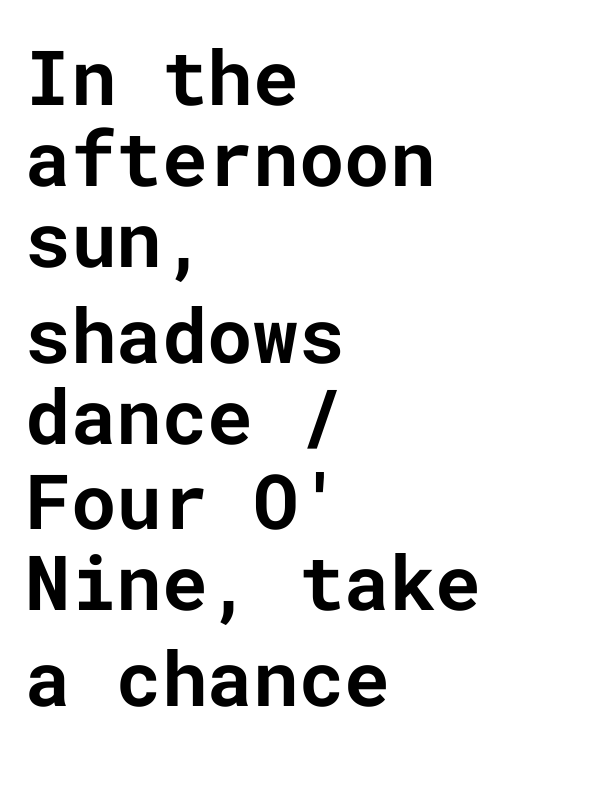 In the
afternoon
sun,
shadows
dance /
Four O'
Nine, take
a chance